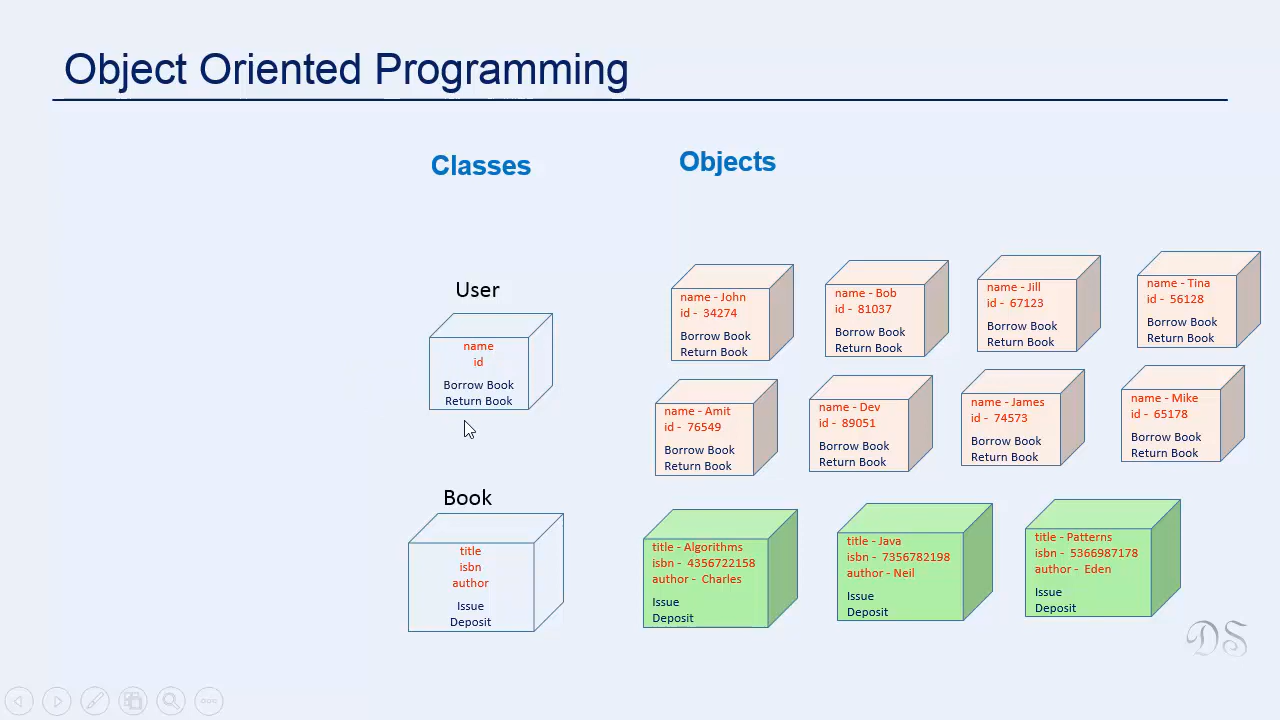 Object Oriented Programming
Classes
Objects
User
name
id
Borrow Book
Return Book
name - John
id - 34274
Borrow Book
Return Book
name - Bob
id - 81037
Borrow Book
Return Book
name - Jill
id - 67123
Borrow Book
Return Book
name - Tina
id - 56128
Borrow Book
Return Book
name - Amit
id - 76549
Borrow Book
Return Book
name - Dev
id - 89051
Borrow Book
Return Book
name - James
id - 74573
Borrow Book
Return Book
name - Mike
id - 65178
Borrow Book
Return Book
Book
title
isbn
author
Issue
Deposit
title - Algorithms
isbn - 4356722158
author - Charles
Issue
Deposit
title - Java
isbn - 7356782198
author - Neil
Issue
Deposit
title - Patterns
isbn - 5366987178
author - Eden
Issue
Deposit
DS